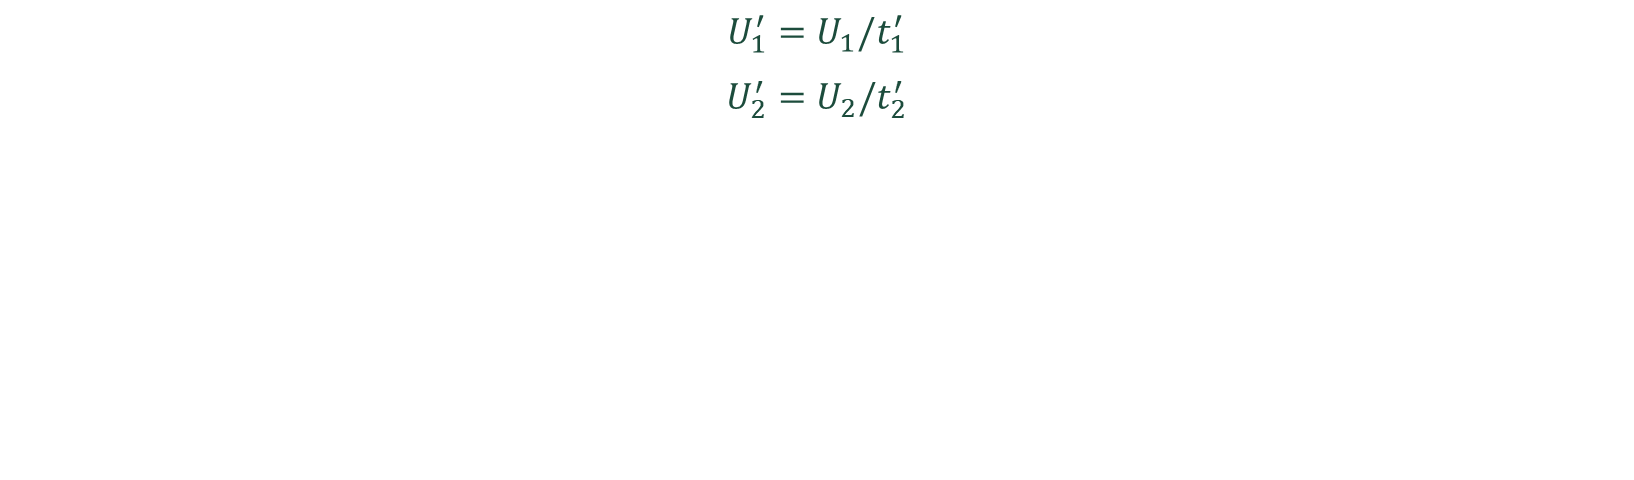 U′₁ = U₁/t′₁
U′₂ = U₂/t′₂